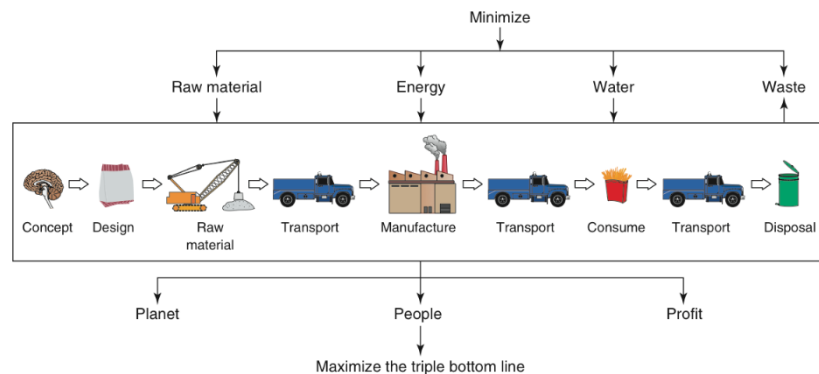 Minimize
Raw material
Energy
Water
Waste
Concept
Design
Raw
material
Transport
Manufacture
Transport
Consume
Transport
Disposal
Planet
People
Profit
Maximize the triple bottom line